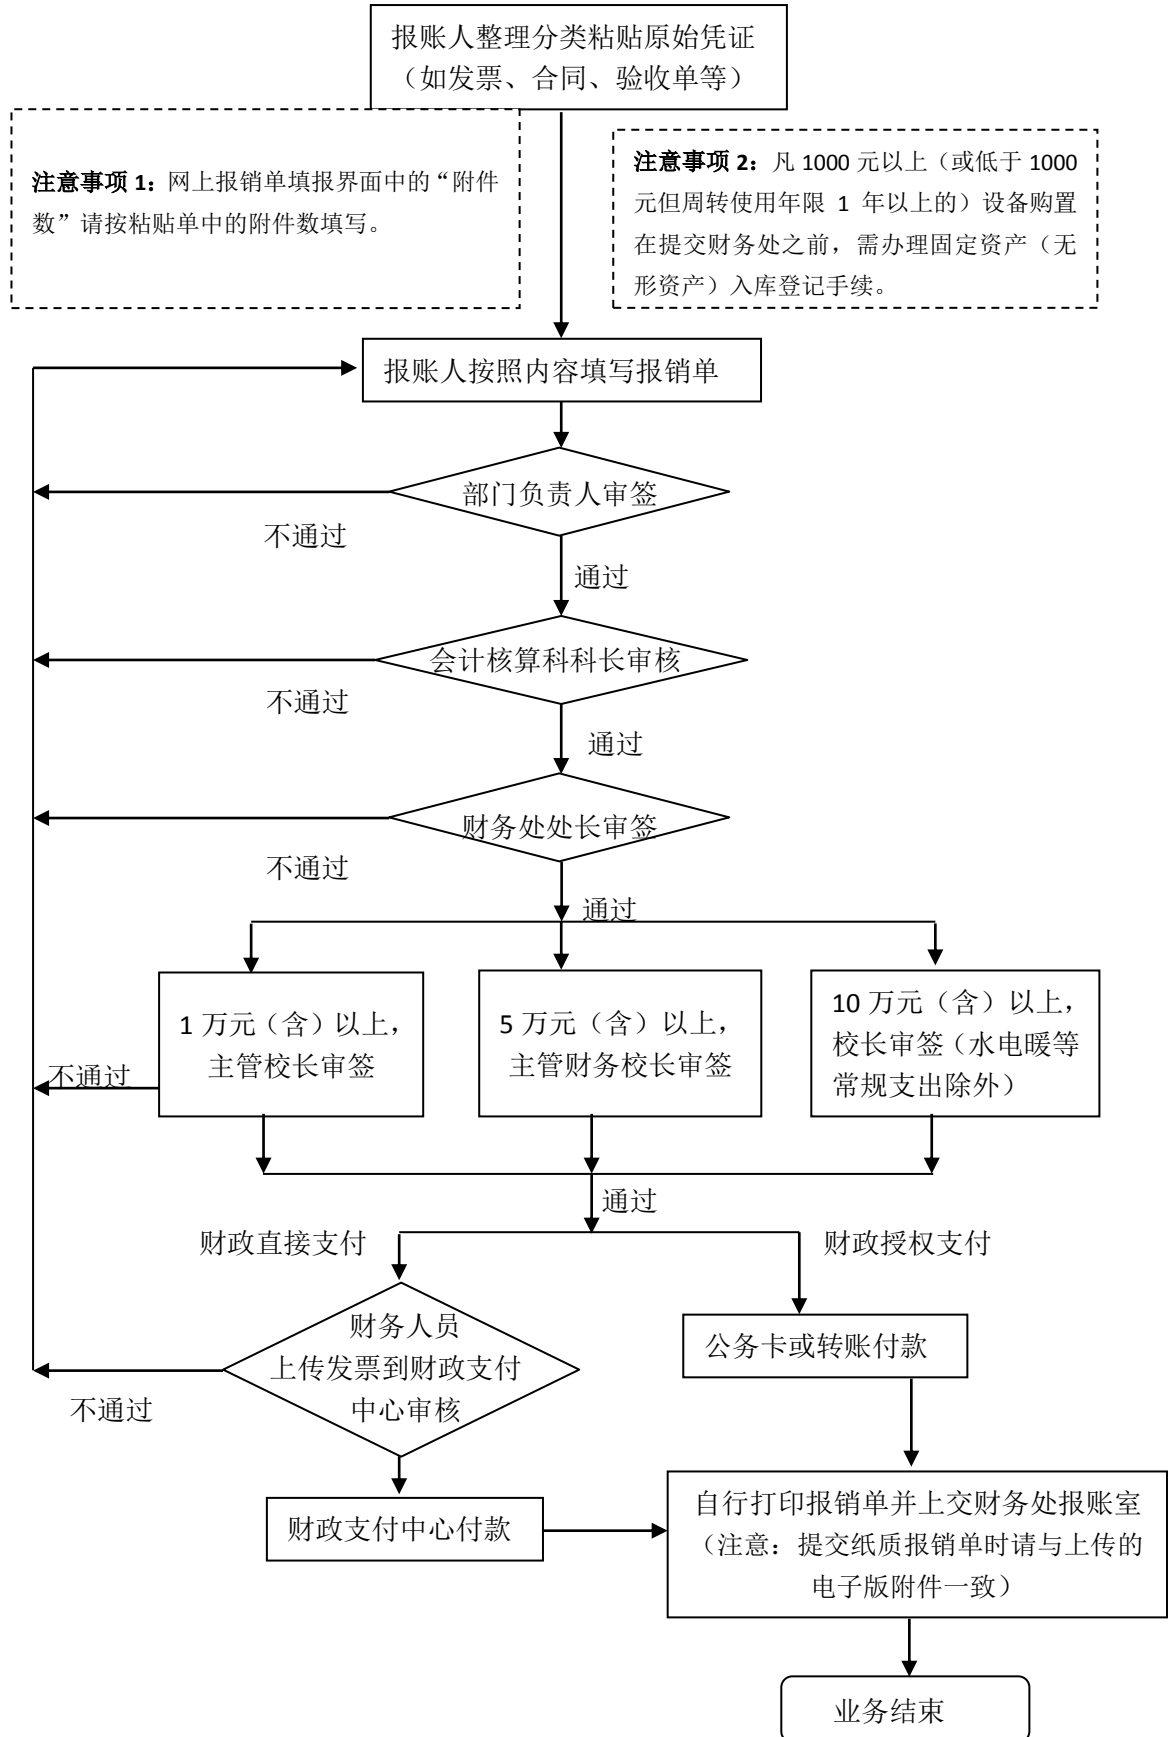 报账人整理分类粘贴原始凭证
（如发票、合同、验收单等）
注意事项 1：网上报销单填报界面中的“附件
数”请按粘贴单中的附件数填写。
注意事项 2：凡 1000 元以上（或低于 1000
元但周转使用年限 1 年以上的）设备购置
在提交财务处之前，需办理固定资产（无
形资产）入库登记手续。
报账人按照内容填写报销单
部门负责人审签
不通过
通过
会计核算科科长审核
不通过
通过
财务处处长审签
不通过
通过
1 万元（含）以上，
主管校长审签
5 万元（含）以上，
主管财务校长审签
10 万元（含）以上，
校长审签（水电暖等
常规支出除外）
不通过
通过
财政直接支付
财政授权支付
财务人员
上传发票到财政支付
中心审核
公务卡或转账付款
不通过
财政支付中心付款
自行打印报销单并上交财务处报账室
（注意：提交纸质报销单时请与上传的
电子版附件一致）
业务结束